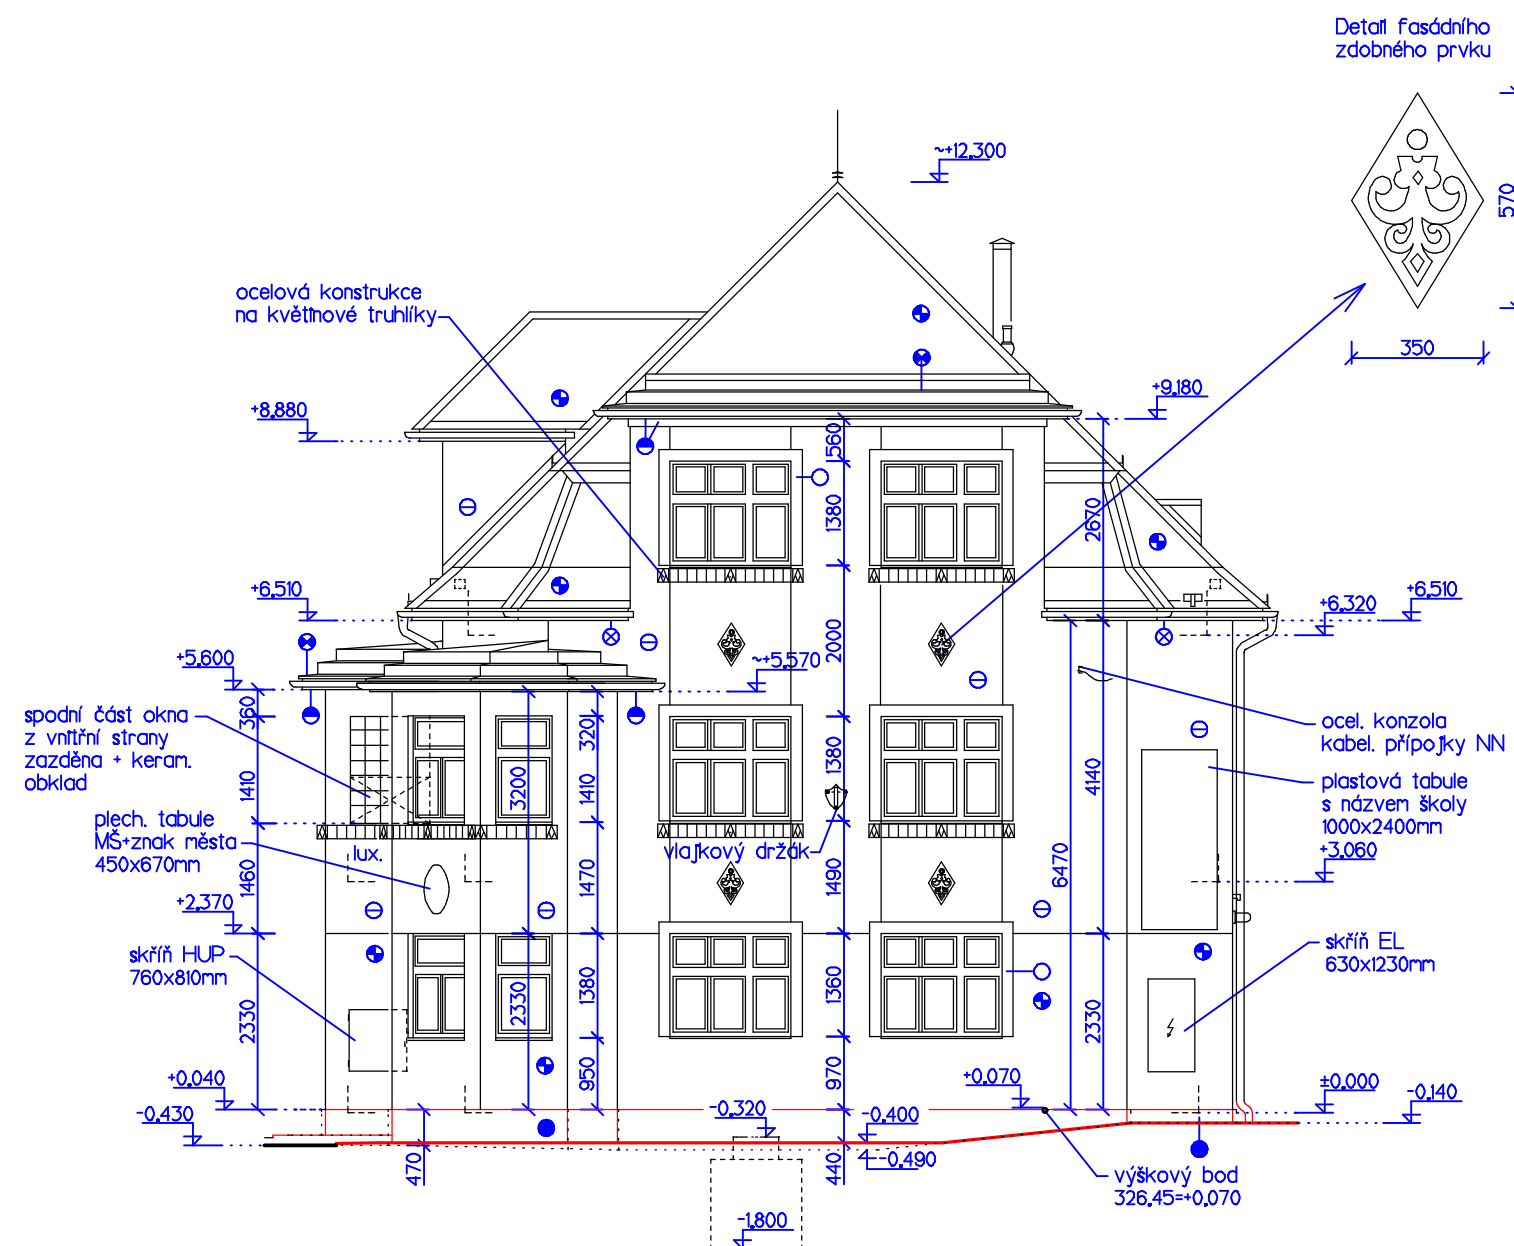 Detail fasádního
zdobného prvku
570
350
~+12,300
ocelová konstrukce
na květinové truhlíky
+8,880
+9,180
560
1380
2670
+6,510
+6,320
+6,510
2000
+5,600
~+5,570
360
320
spodní část okna
z vnitřní strany
zazděna + keram.
obklad
1410
3200
1410
1380
4140
ocel. konzola
kabel. přípojky NN
plastová tabule
s názvem školy
1000x2400mm
plech. tabule
MŠ+znak města
450x670mm
lux.
vlajkový držák
+3,060
1460
1470
1490
6470
+2,370
skříň HUP
760x810mm
skříň EL
630x1230mm
2330
2330
1380
1360
2330
+0,040
950
970
+0,070
±0,000
-0,140
-0,430
-0,320
-0,400
470
440
-0,490
výškový bod
326,45=+0,070
-1,800